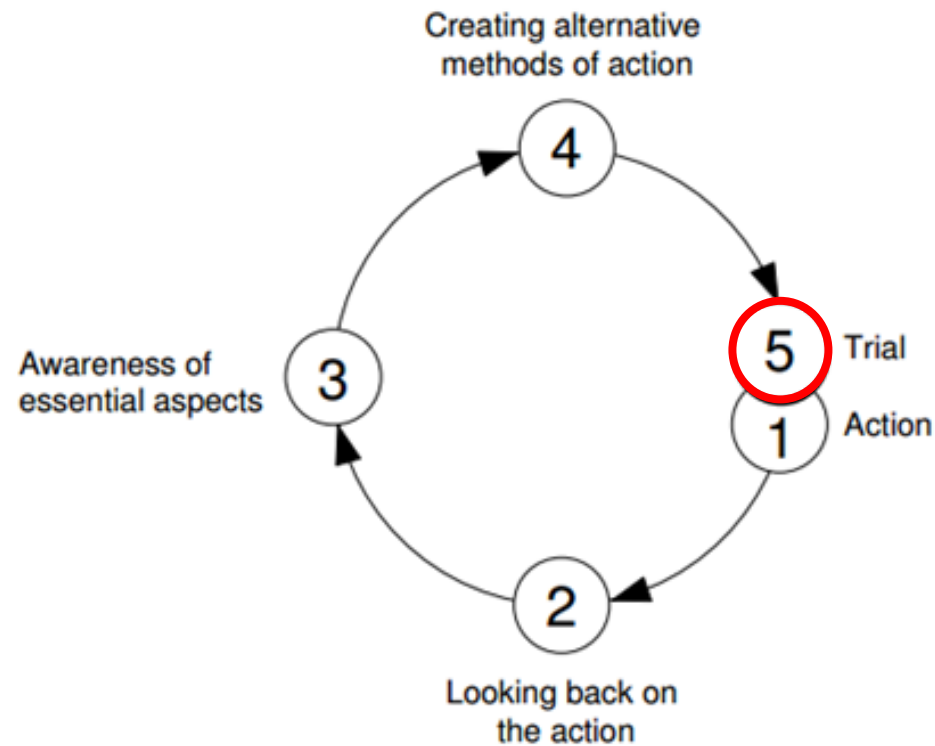 Creating alternative
methods of action
4
5
Trial
Awareness of
essential aspects
3
1
Action
2
Looking back on
the action